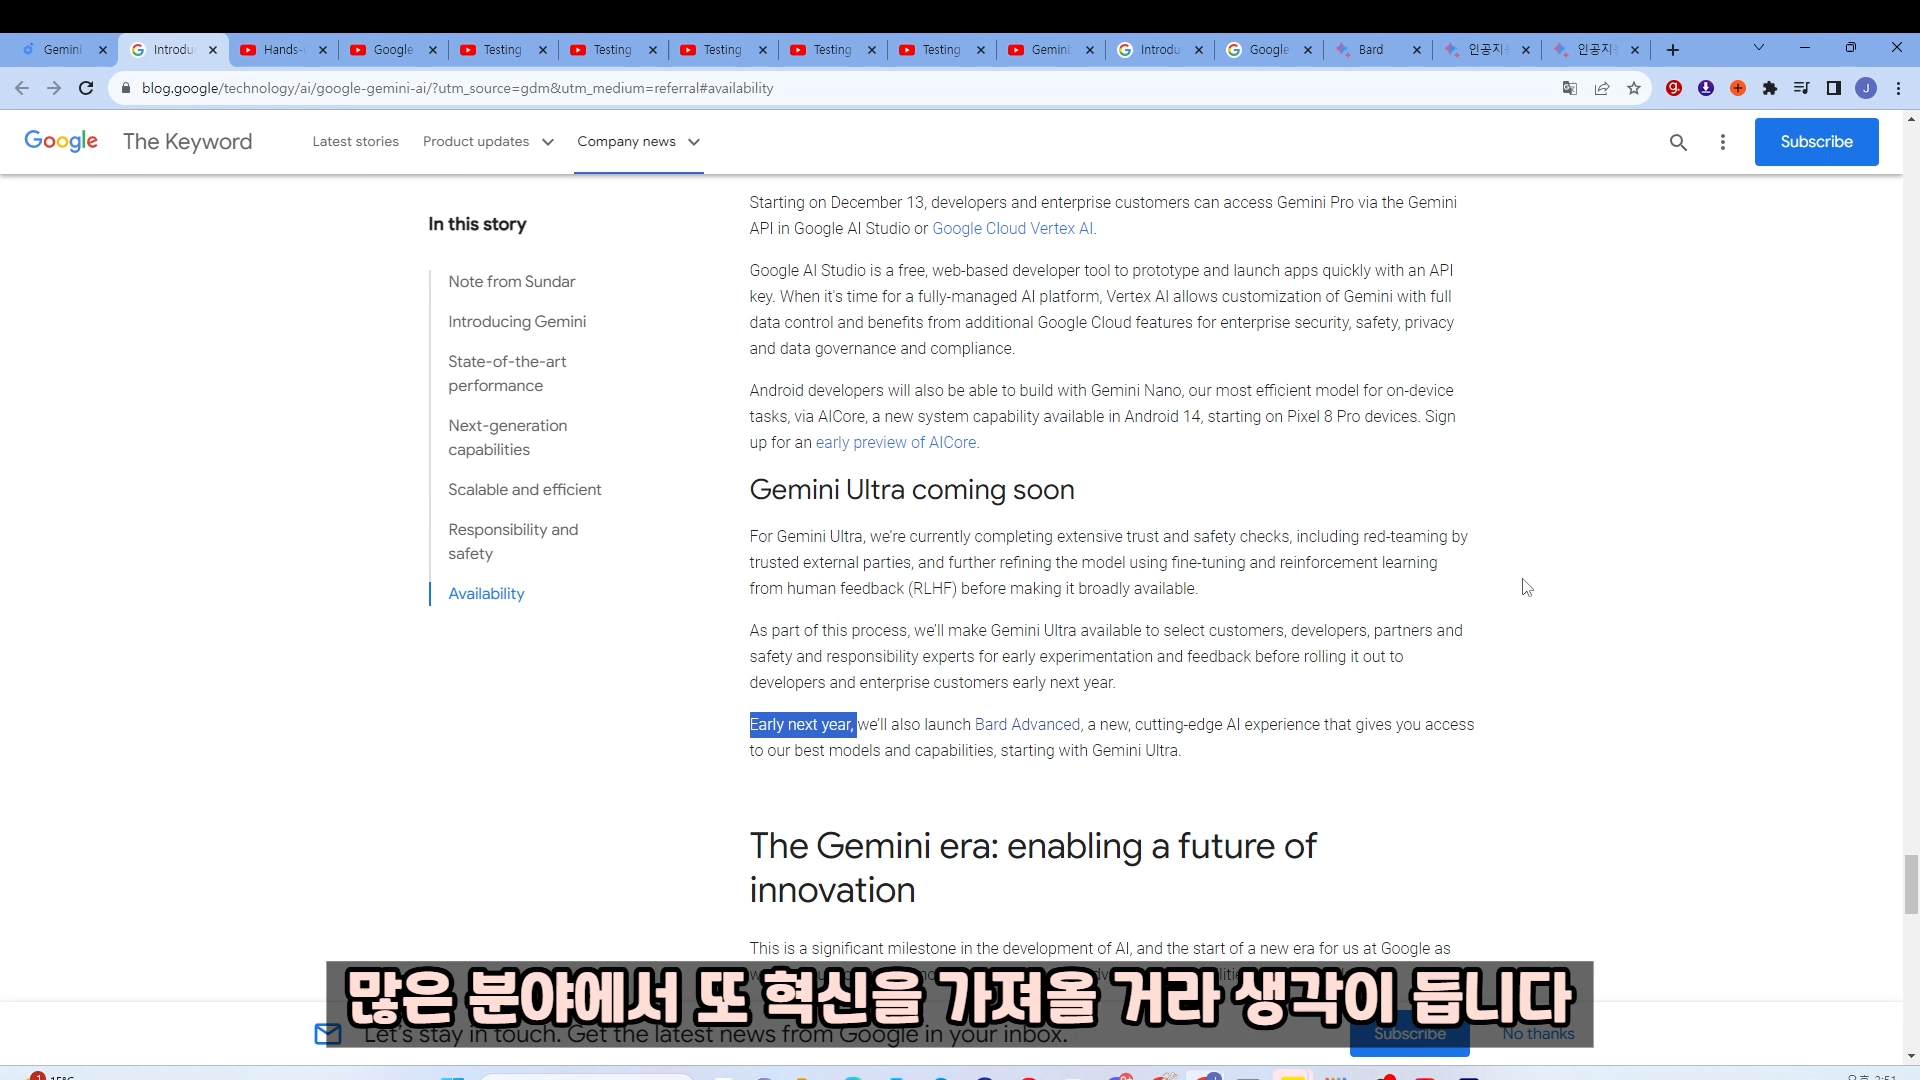 Gemini
Introdu
Hands-
Google
Testing
Testing
Testing
Testing
Testing
Gemini
Introdu
Google
Bard
인공지능
인공지능
blog.google/technology/ai/google-gemini-ai/?utm_source=gdm&utm_medium=referral#availability
Google The Keyword
Latest stories
Product updates
Company news
Subscribe
In this story
Note from Sundar
Introducing Gemini
State-of-the-art
performance
Next-generation
capabilities
Scalable and efficient
Responsibility and
safety
Availability
Starting on December 13, developers and enterprise customers can access Gemini Pro via the Gemini
API in Google AI Studio or Google Cloud Vertex AI.
Google AI Studio is a free, web-based developer tool to prototype and launch apps quickly with an API
key. When it's time for a fully-managed AI platform, Vertex AI allows customization of Gemini with full
data control and benefits from additional Google Cloud features for enterprise security, safety, privacy
and data governance and compliance.
Android developers will also be able to build with Gemini Nano, our most efficient model for on-device
tasks, via AICore, a new system capability available in Android 14, starting on Pixel 8 Pro devices. Sign
up for an early preview of AICore.
Gemini Ultra coming soon
For Gemini Ultra, we're currently completing extensive trust and safety checks, including red-teaming by
trusted external parties, and further refining the model using fine-tuning and reinforcement learning
from human feedback (RLHF) before making it broadly available.
As part of this process, we'll make Gemini Ultra available to select customers, developers, partners and
safety and responsibility experts for early experimentation and feedback before rolling it out to
developers and enterprise customers early next year.
Early next year, we'll also launch Bard Advanced, a new, cutting-edge AI experience that gives you access
to our best models and capabilities, starting with Gemini Ultra.
The Gemini era: enabling a future of
innovation
This is a significant milestone in the development of AI, and the start of a new era for us at Google as
많은 분야에서 또 혁신을 가져올 거라 생각이 듭니다
Let's stay in touch. Get the latest news from Google in your inbox.
Subscribe
No thanks